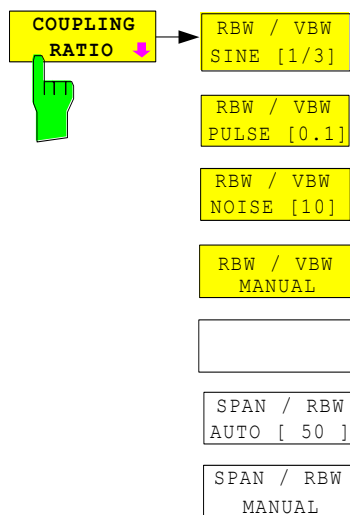 COUPLING
RATIO
RBW / VBW
SINE [1/3]
RBW / VBW
PULSE [0.1]
RBW / VBW
NOISE [10]
RBW / VBW
MANUAL
SPAN / RBW
AUTO [ 50 ]
SPAN / RBW
MANUAL